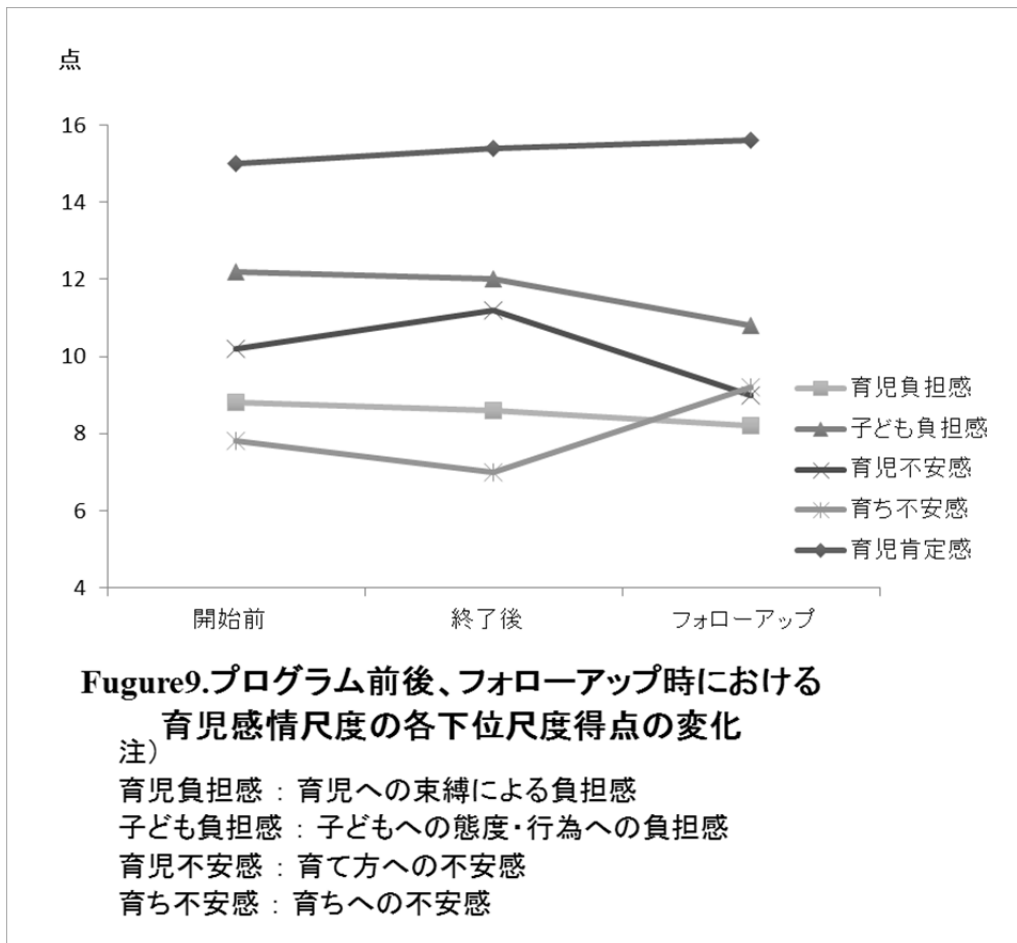 点
16
14
12
10
8
6
4
開始前
終了後
フォローアップ
育児負担感
子ども負担感
育児不安感
育ち不安感
育児肯定感
Fugure9.プログラム前後、フォローアップ時における
育児感情尺度の各下位尺度得点の変化
注)
育児負担感 : 育児への束縛による負担感
子ども負担感 : 子どもへの態度・行為への負担感
育児不安感 : 育て方への不安感
育ち不安感 : 育ちへの不安感